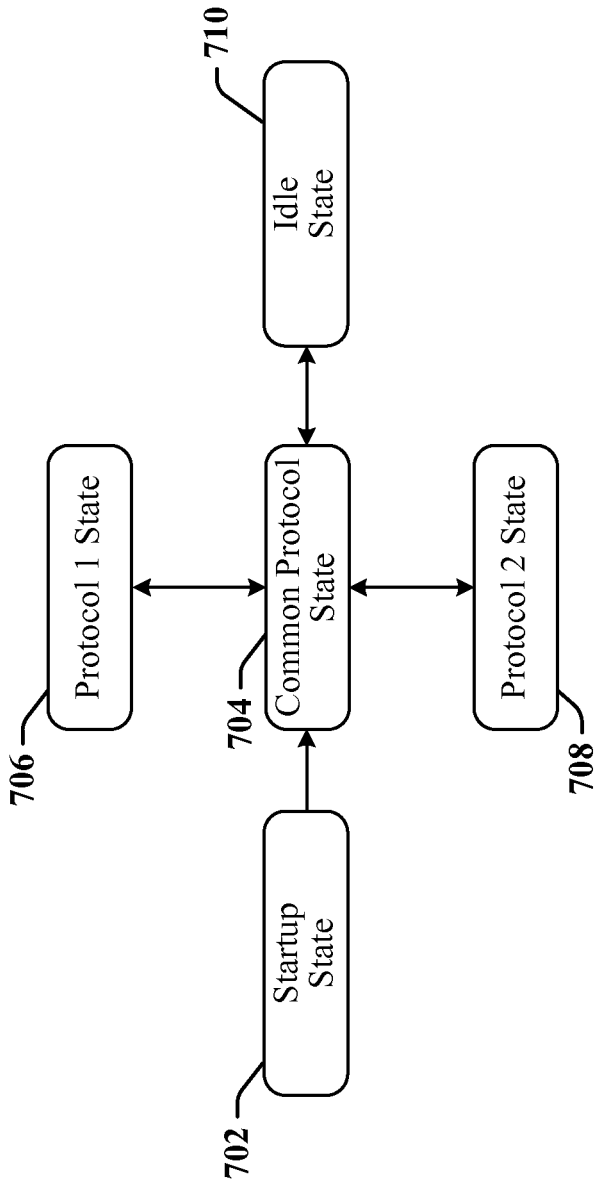 706
Protocol 1 State
702
Startup
State
704
Common Protocol
State
710
Idle
State
708
Protocol 2 State